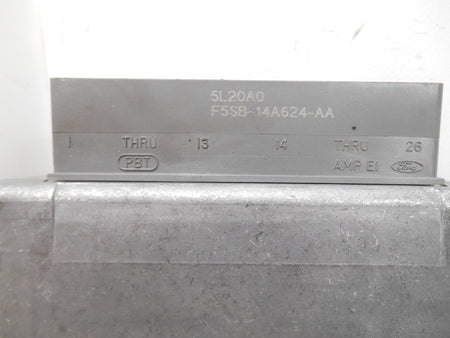 5L20A0
F5SB-14A624-AA
1 THRU 13 14 THRU 26
PBT AMP EI Ford